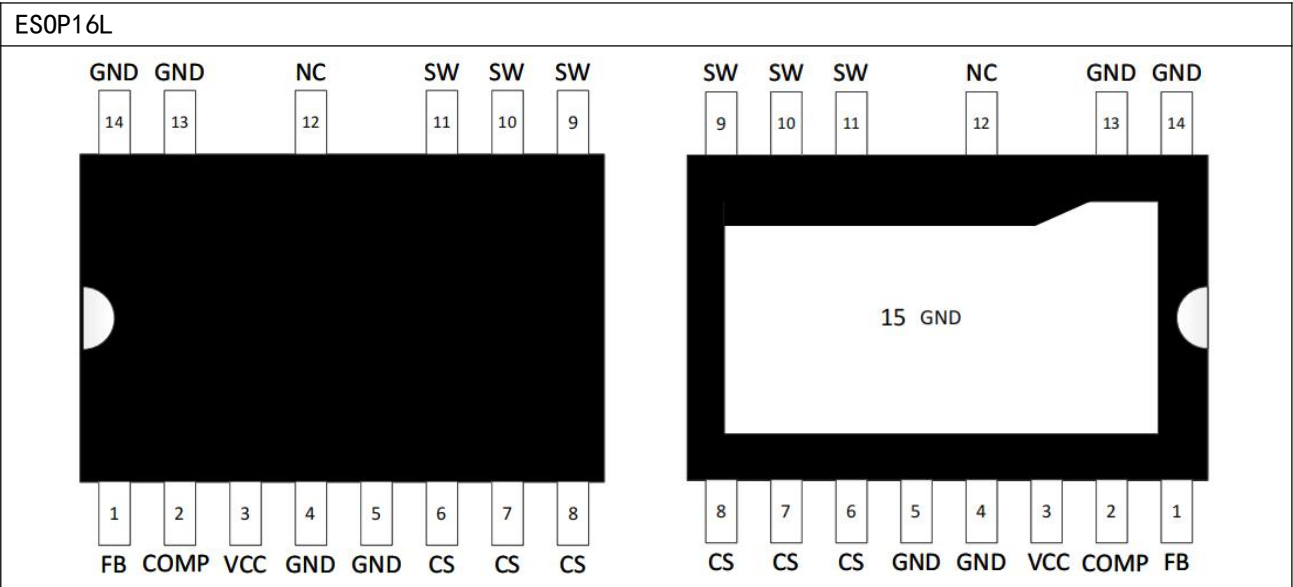 ESOP16L
GND GND NC SW SW SW
14 13 12 11 10 9
1 2 3 4 5 6 7 8
FB COMP VCC GND GND CS CS CS
SW SW SW NC GND GND
9 10 11 12 13 14
15 GND
8 7 6 5 4 3 2 1
CS CS CS GND GND VCC COMP FB